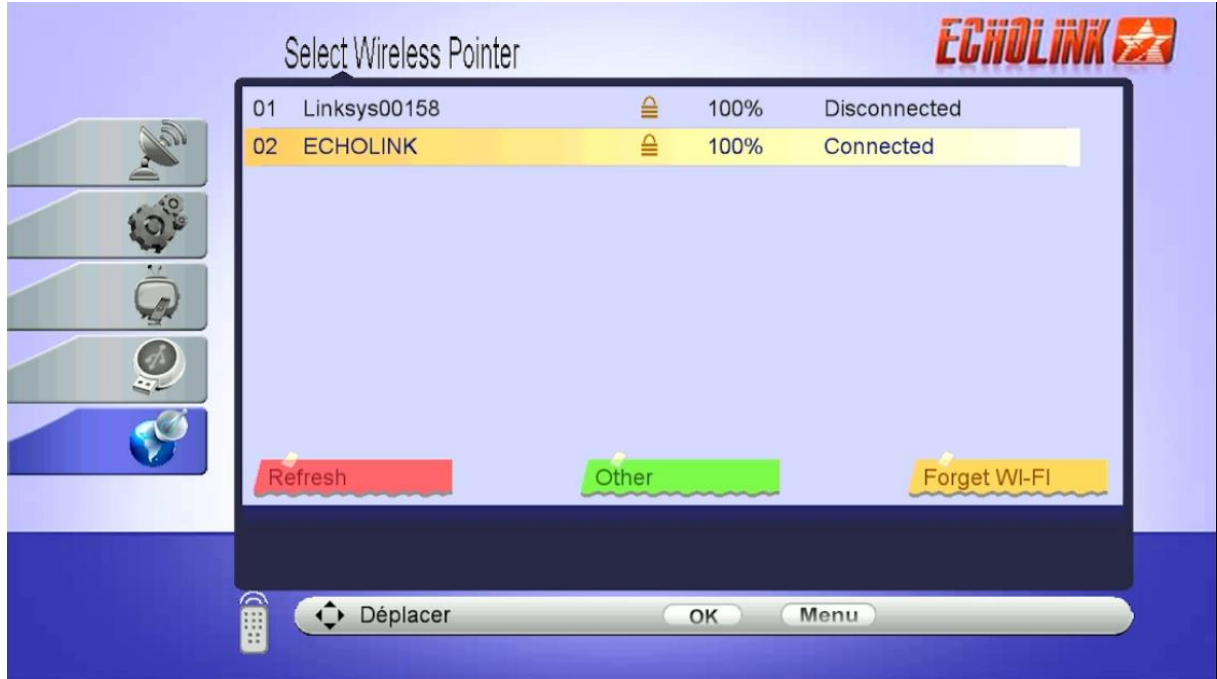 Select Wireless Pointer
ECHOLINK
01 Linksys00158 100% Disconnected
02 ECHOLINK 100% Connected
Refresh Other Forget WI-FI
Déplacer OK Menu